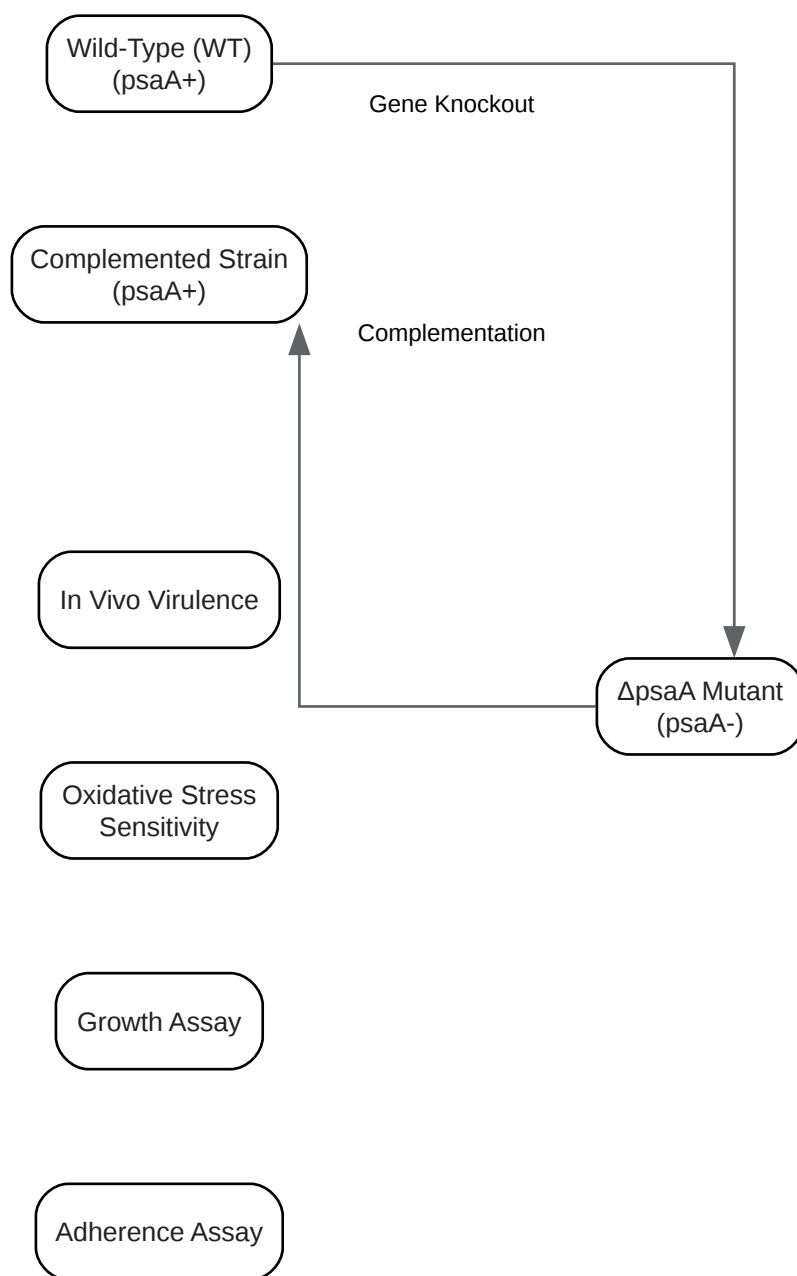 Wild-Type (WT)
(psaA+)
Gene Knockout
Complemented Strain
(psaA+)
Complementation
In Vivo Virulence
ΔpsaA Mutant
(psaA-)
Oxidative Stress
Sensitivity
Growth Assay
Adherence Assay